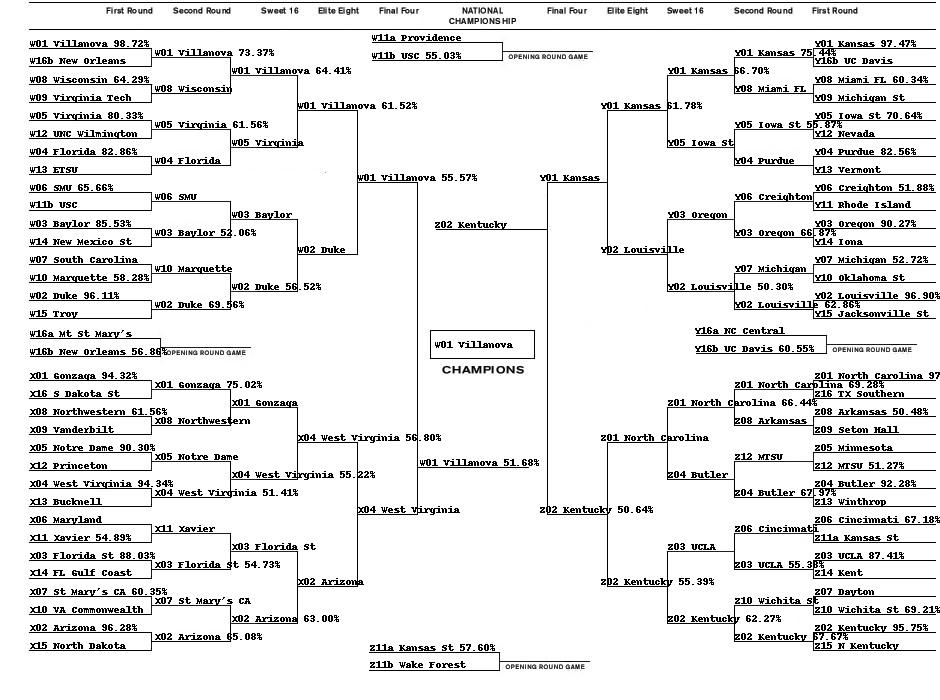 First Round Second Round Sweet 16 Elite Eight Final Four NATIONAL CHAMPIONSHIP Final Four Elite Eight Sweet 16 Second Round First Round
W11a Providence
W11b USC 55.03%
OPENING ROUND GAME
W01 Villanova 98.72%
W16b New Orleans
W08 Wisconsin 64.29%
W09 Virginia Tech
W05 Virginia 80.33%
W12 UNC Wilmington
W04 Florida 82.86%
W13 ETSU
W06 SMU 65.66%
W11b USC
W03 Baylor 85.53%
W14 New Mexico St
W07 South Carolina
W10 Marquette 58.28%
W02 Duke 96.11%
W15 Troy
W01 Villanova 73.37%
W08 Wisconsin
W05 Virginia 61.56%
W04 Florida
W06 SMU
W03 Baylor 52.06%
W10 Marquette
W02 Duke 69.56%
W01 Villanova 64.41%
W05 Virginia
W03 Baylor
W02 Duke 56.52%
W01 Villanova 61.52%
W02 Duke
W01 Villanova 55.57%
W16a Mt St Mary's
W16b New Orleans 56.86%
OPENING ROUND GAME
X01 Gonzaga 94.32%
X16 S Dakota St
X08 Northwestern 61.56%
X09 Vanderbilt
X05 Notre Dame 90.30%
X12 Princeton
X04 West Virginia 94.34%
X13 Bucknell
X06 Maryland
X11 Xavier 54.89%
X03 Florida St 88.03%
X14 FL Gulf Coast
X07 St Mary's CA 60.35%
X10 VA Commonwealth
X02 Arizona 96.28%
X15 North Dakota
X01 Gonzaga 75.02%
X08 Northwestern
X05 Notre Dame
X04 West Virginia 51.41%
X11 Xavier
X03 Florida St 54.73%
X07 St Mary's CA
X02 Arizona 65.08%
X01 Gonzaga
X04 West Virginia 55.22%
X03 Florida St
X02 Arizona 63.00%
X04 West Virginia 56.80%
X02 Arizona
X04 West Virginia
W01 Villanova 51.68%
Z02 Kentucky
W01 Villanova
CHAMPIONS
Y01 Kansas
Y01 Kansas 61.78%
Y02 Louisville
Y01 Kansas 66.70%
Y05 Iowa St
Y03 Oregon
Y02 Louisville 50.30%
Y01 Kansas 75.44%
Y08 Miami FL
Y05 Iowa St 55.87%
Y04 Purdue
Y06 Creighton
Y03 Oregon 66.87%
Y07 Michigan
Y02 Louisville 62.86%
Y01 Kansas 97.47%
Y16b UC Davis
Y08 Miami FL 60.34%
Y09 Michigan St
Y05 Iowa St 70.64%
Y12 Nevada
Y04 Purdue 82.56%
Y13 Vermont
Y06 Creighton 51.88%
Y11 Rhode Island
Y03 Oregon 90.27%
Y14 Iona
Y07 Michigan 52.72%
Y10 Oklahoma St
Y02 Louisville 96.90%
Y15 Jacksonville St
Y16a NC Central
Y16b UC Davis 60.55%
OPENING ROUND GAME
Z02 Kentucky 50.64%
Z01 North Carolina
Z02 Kentucky 55.39%
Z01 North Carolina 66.44%
Z04 Butler
Z03 UCLA
Z02 Kentucky 62.27%
Z01 North Carolina 69.28%
Z08 Arkansas
Z12 MTSU
Z04 Butler 67.97%
Z06 Cincinnati
Z03 UCLA 55.38%
Z10 Wichita St
Z02 Kentucky 67.67%
Z01 North Carolina 97
Z16 TX Southern
Z08 Arkansas 50.48%
Z09 Seton Hall
Z05 Minnesota
Z12 MTSU 51.27%
Z04 Butler 92.28%
Z13 Winthrop
Z06 Cincinnati 67.18%
Z11a Kansas St
Z03 UCLA 87.41%
Z14 Kent
Z07 Dayton
Z10 Wichita St 69.21%
Z02 Kentucky 95.75%
Z15 N Kentucky
Z11a Kansas St 57.60%
Z11b Wake Forest
OPENING ROUND GAME